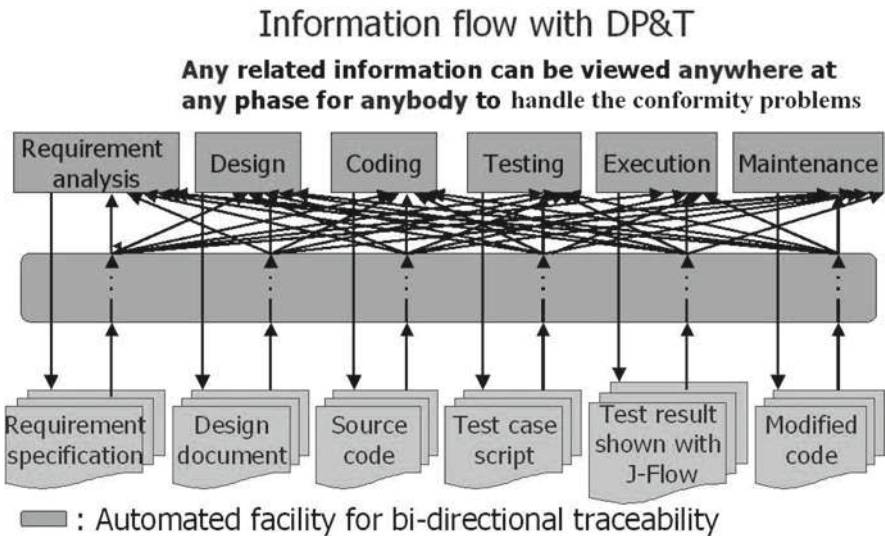 Information flow with DP&T
Any related information can be viewed anywhere at
any phase for anybody to handle the conformity problems
Requirement
analysis
Design
Coding
Testing
Execution
Maintenance
Requirement
specification
Design
document
Source
code
Test case
script
Test result
shown with
J-Flow
Modified
code
: Automated facility for bi-directional traceability